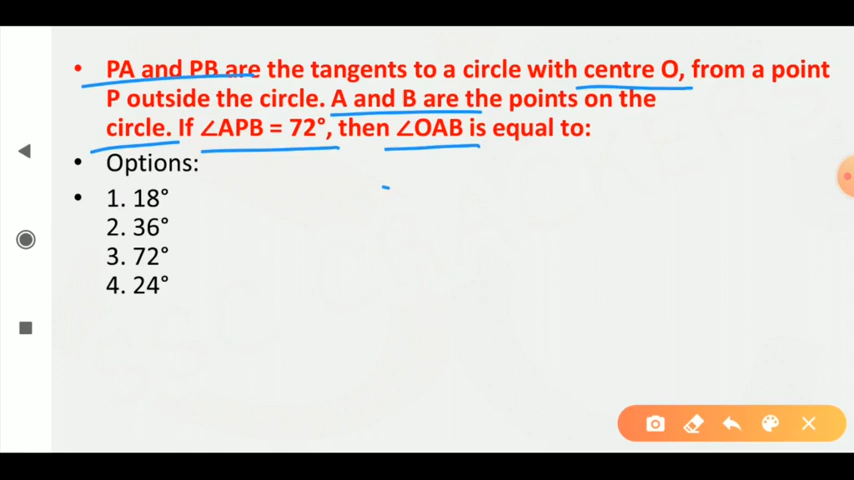 • PA and PB are the tangents to a circle with centre O, from a point
P outside the circle. A and B are the points on the
circle. If ∠APB = 72°, then ∠OAB is equal to:
• Options:
• 1. 18°
2. 36°
3. 72°
4. 24°